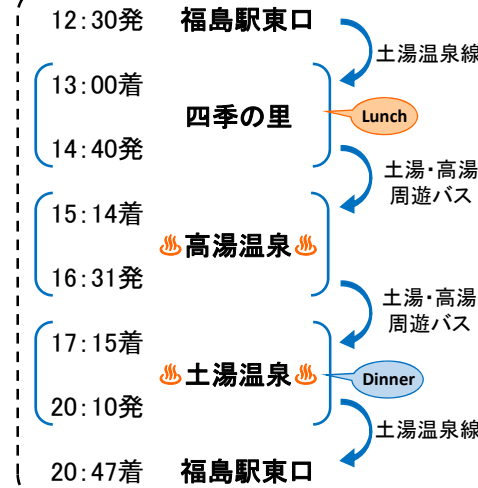 12:30発 福島駅東口
土湯温泉線
13:00着
四季の里
Lunch
14:40発
土湯・高湯
周遊バス
15:14着
♨高湯温泉♨
16:31発
土湯・高湯
周遊バス
17:15着
♨土湯温泉♨
Dinner
20:10発
土湯温泉線
20:47着 福島駅東口